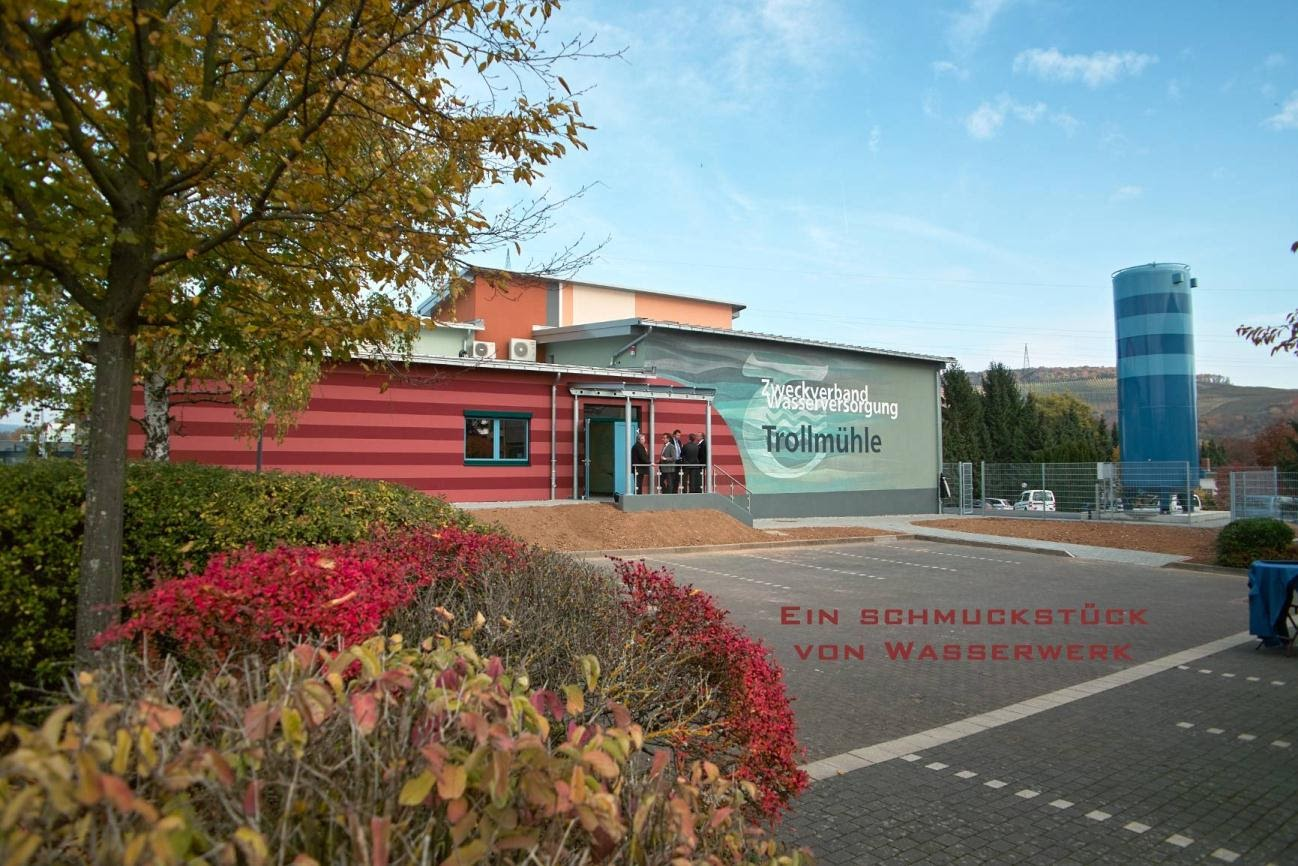 Zweckverband
Wasserversorgung
Trollmühle
Ein schmuckstück
von Wasserwerk